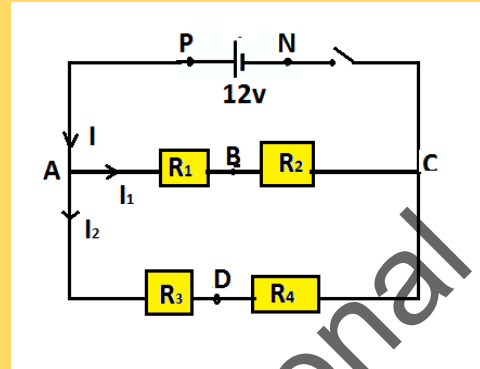 P N
12v
I
A I₁ R₁ B R₂ C
I₂
R₃ D R₄
onal